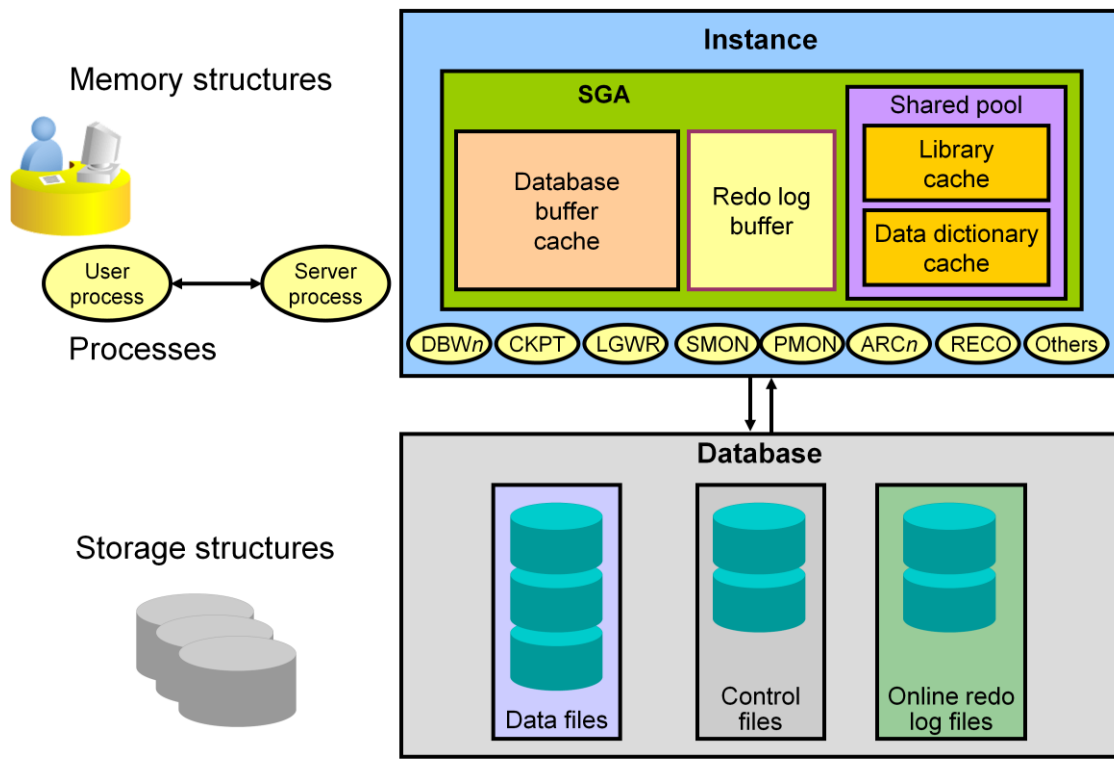 Instance
Memory structures
SGA
Shared pool
Library
cache
Database
buffer
cache
Redo log
buffer
Data dictionary
cache
User
process
Server
process
Processes
DBWn
CKPT
LGWR
SMON
PMON
ARCn
RECO
Others
Database
Storage structures
Data files
Control
files
Online redo
log files